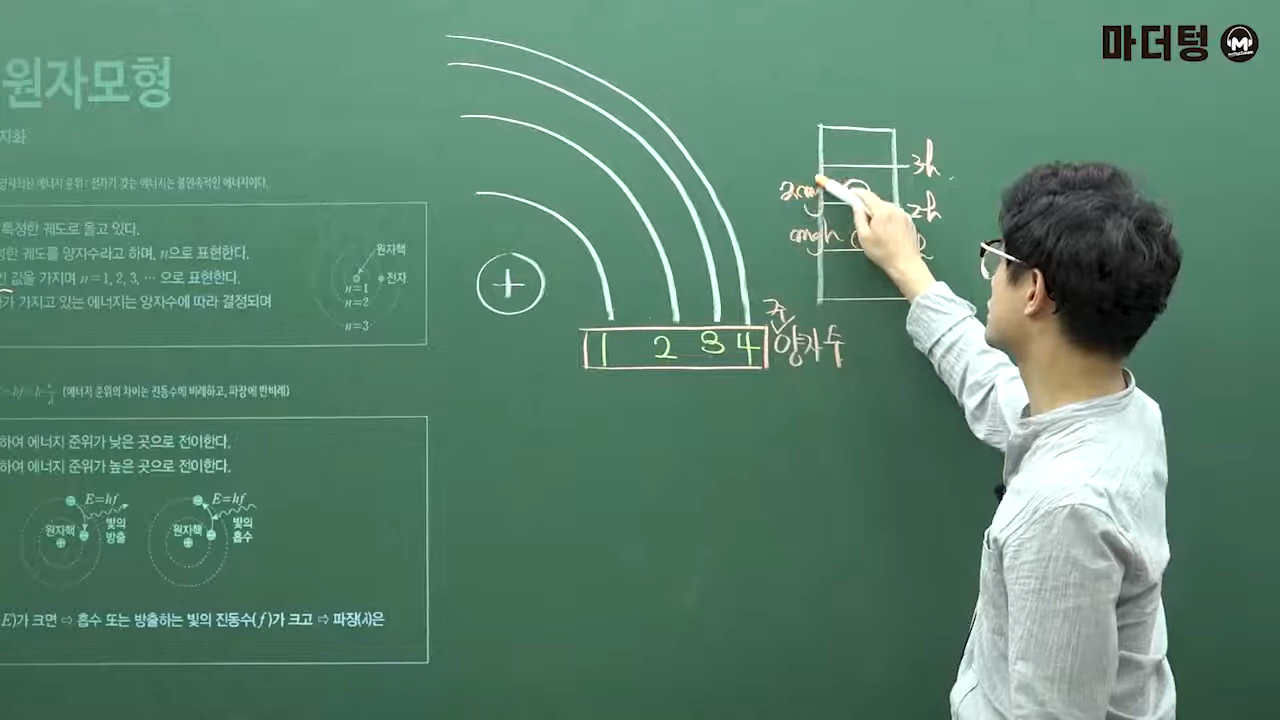 마더텅
원자모형
양자화된 에너지 준위 : 전자가 갖는 에너지는 불연속적인 에너지이다.
특정한 궤도로 돌고 있다.
정한 궤도를 양자수라고 하며, n으로 표현한다.
값을 가지며 n=1, 2, 3, … 으로 표현한다.
가 가지고 있는 에너지는 양자수에 따라 결정되며
원자핵
전자
n=1
n=2
n=3
(에너지 준위의 차이는 진동수에 비례하고, 파장에 반비례)
하여 에너지 준위가 낮은 곳으로 전이한다.
하여 에너지 준위가 높은 곳으로 전이한다.
E=hf
원자핵
빛의
방출
E=hf
원자핵
빛의
흡수
E)가 크면 ⇨ 흡수 또는 방출하는 빛의 진동수(f)가 크고 ⇨ 파장(λ)은
+
1 2 3 4
주
양자수
3h
2h
mgh